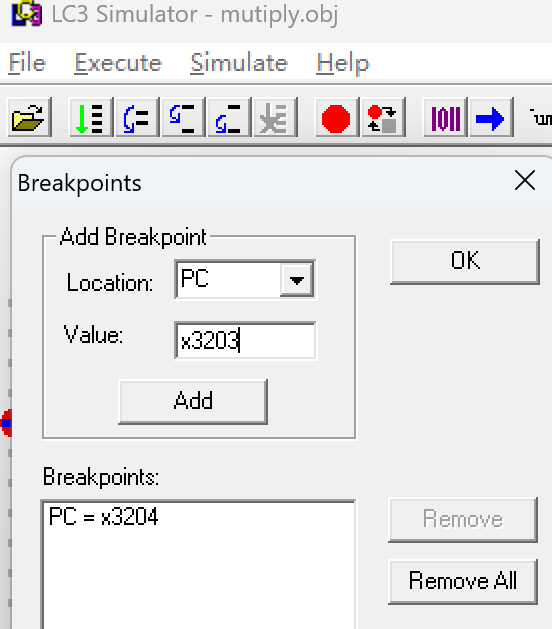 LC3 Simulator - mutiply.obj
File Execute Simulate Help
Breakpoints
Add Breakpoint
Location: PC
OK
Value: x3203
Add
Breakpoints:
PC = x3204
Remove
Remove All